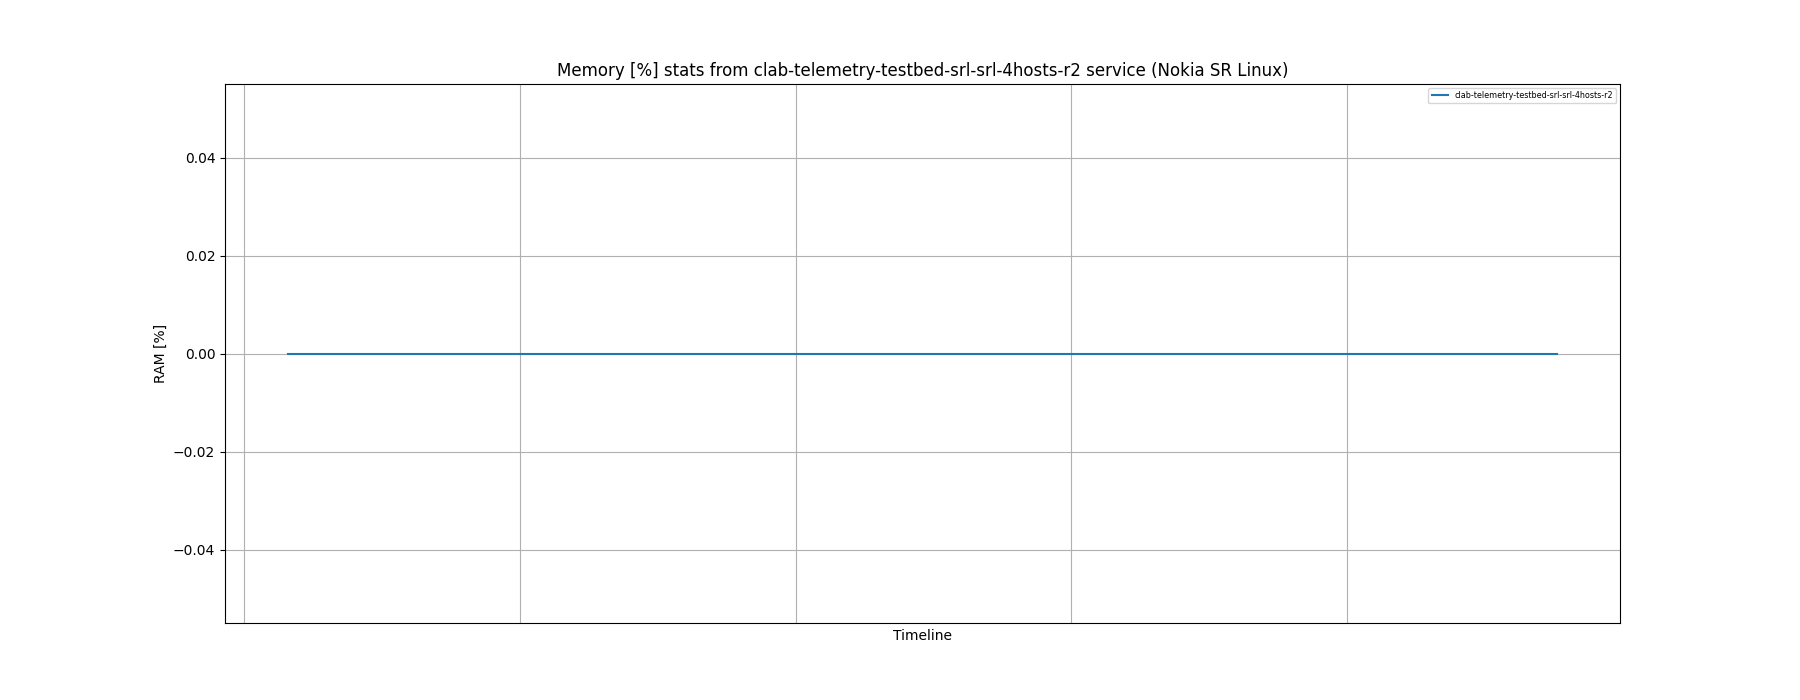 Memory [%] stats from clab-telemetry-testbed-srl-srl-4hosts-r2 service (Nokia SR Linux)
clab-telemetry-testbed-srl-srl-4hosts-r2
0.04
0.02
0.00
−0.02
−0.04
RAM [%]
Timeline